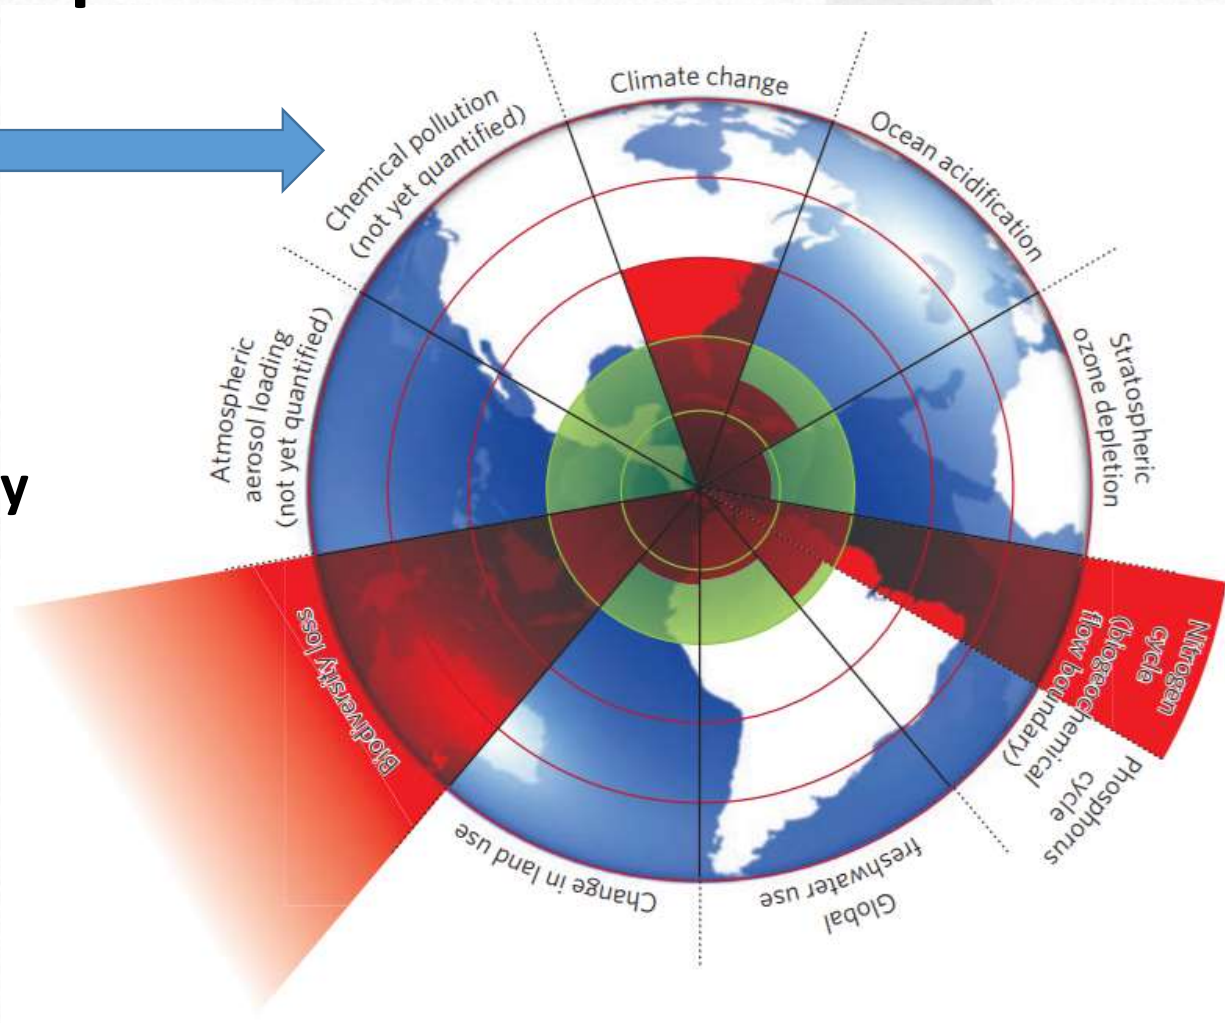 Climate change
Ocean acidification
Stratospheric
ozone depletion
Nitrogen
cycle
(biogeochemical
flow boundary)
Phosphorus
cycle
Global
freshwater use
Change in land use
Biodiversity loss
Atmospheric
aerosol loading
(not yet quantified)
Chemical pollution
(not yet quantified)
y